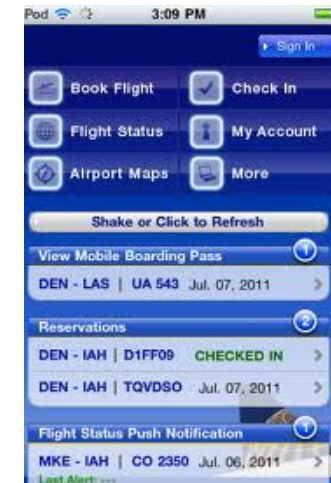 Pod 3:09 PM
Sign In
Book Flight Check In
Flight Status My Account
Airport Maps More
Shake or Click to Refresh
View Mobile Boarding Pass 1
DEN - LAS | UA 543 Jul. 07, 2011
Reservations 2
DEN - IAH | D1FF09 CHECKED IN
DEN - IAH | TQVDSO Jul. 07, 2011
Flight Status Push Notification 1
MKE - IAH | CO 2350 Jul. 06, 2011
Last Alert: ---